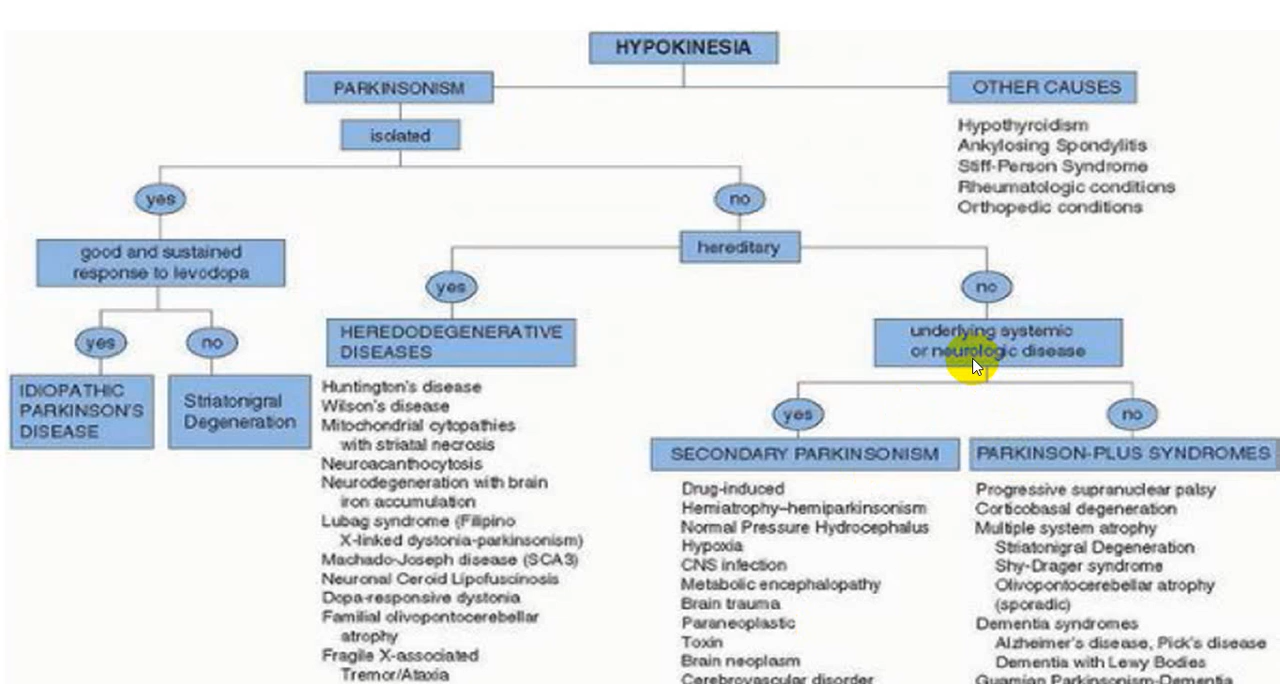 HYPOKINESIA
PARKINSONISM
OTHER CAUSES
isolated
Hypothyroidism
Ankylosing Spondylitis
Stiff-Person Syndrome
Rheumatologic conditions
Orthopedic conditions
yes
no
good and sustained
response to levodopa
hereditary
yes
no
yes
no
HEREDODEGENERATIVE
DISEASES
underlying systemic
or neurologic disease
IDIOPATHIC
PARKINSON'S
DISEASE
Striatonigral
Degeneration
Huntington's disease
Wilson's disease
Mitochondrial cytopathies
with striatal necrosis
Neuroacanthocytosis
Neurodegeneration with brain
iron accumulation
Lubag syndrome (Filipino
X-linked dystonia-parkinsonism)
Machado-Joseph disease (SCA3)
Neuronal Ceroid Lipofuscinosis
Dopa-responsive dystonia
Familial olivopontocerebellar
atrophy
Fragile X-associated
Tremor/Ataxia
yes
no
SECONDARY PARKINSONISM
Drug-induced
Hemiatrophy–hemiparkinsonism
Normal Pressure Hydrocephalus
Hypoxia
CNS infection
Metabolic encephalopathy
Brain trauma
Paraneoplastic
Toxin
Brain neoplasm
Cerebrovascular disorder
PARKINSON-PLUS SYNDROMES
Progressive supranuclear palsy
Corticobasal degeneration
Multiple system atrophy
Striatonigral Degeneration
Shy-Drager syndrome
Olivopontocerebellar atrophy
(sporadic)
Dementia syndromes
Alzheimer's disease, Pick's disease
Dementia with Lewy Bodies
Guamian Parkinsonism-Dementia